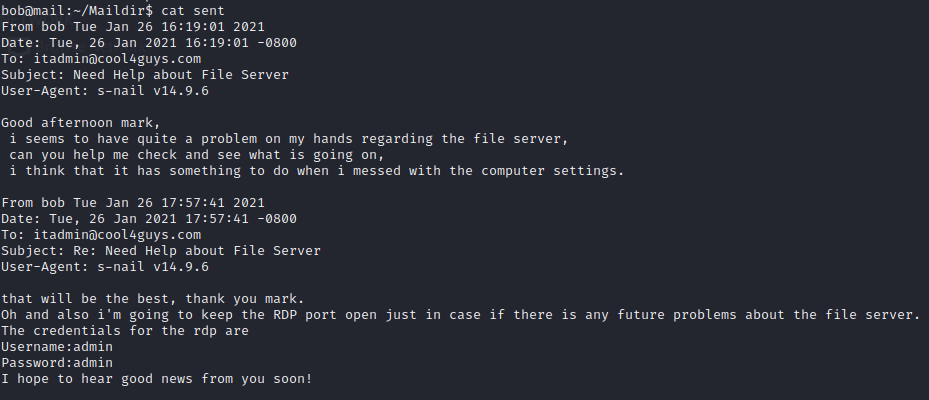 bob@mail:~/Maildir$ cat sent
From bob Tue Jan 26 16:19:01 2021
Date: Tue, 26 Jan 2021 16:19:01 -0800
To: itadmin@cool4guys.com
Subject: Need Help about File Server
User-Agent: s-nail v14.9.6

Good afternoon mark,
 i seems to have quite a problem on my hands regarding the file server,
 can you help me check and see what is going on,
 i think that it has something to do when i messed with the computer settings.

From bob Tue Jan 26 17:57:41 2021
Date: Tue, 26 Jan 2021 17:57:41 -0800
To: itadmin@cool4guys.com
Subject: Re: Need Help about File Server
User-Agent: s-nail v14.9.6

that will be the best, thank you mark.
Oh and also i'm going to keep the RDP port open just in case if there is any future problems about the file server.
The credentials for the rdp are
Username:admin
Password:admin
I hope to hear good news from you soon!